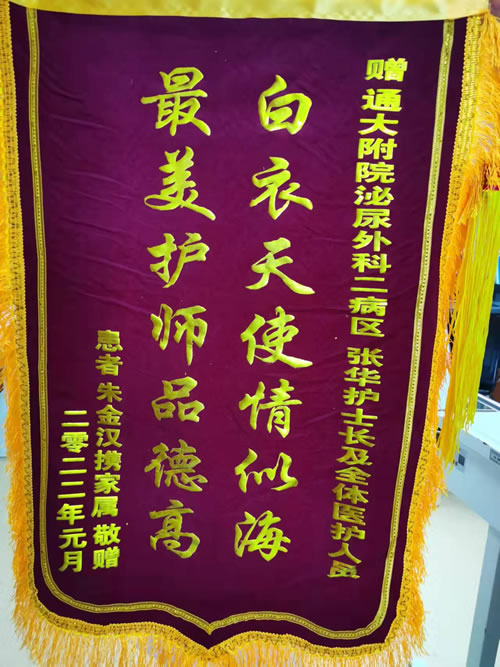 赠 通大附院泌尿外科二病区 张华护士长及全体医护人员
白衣天使情似海
最美护师品德高
患者 朱金汉携家属 敬赠
二零二二年元月